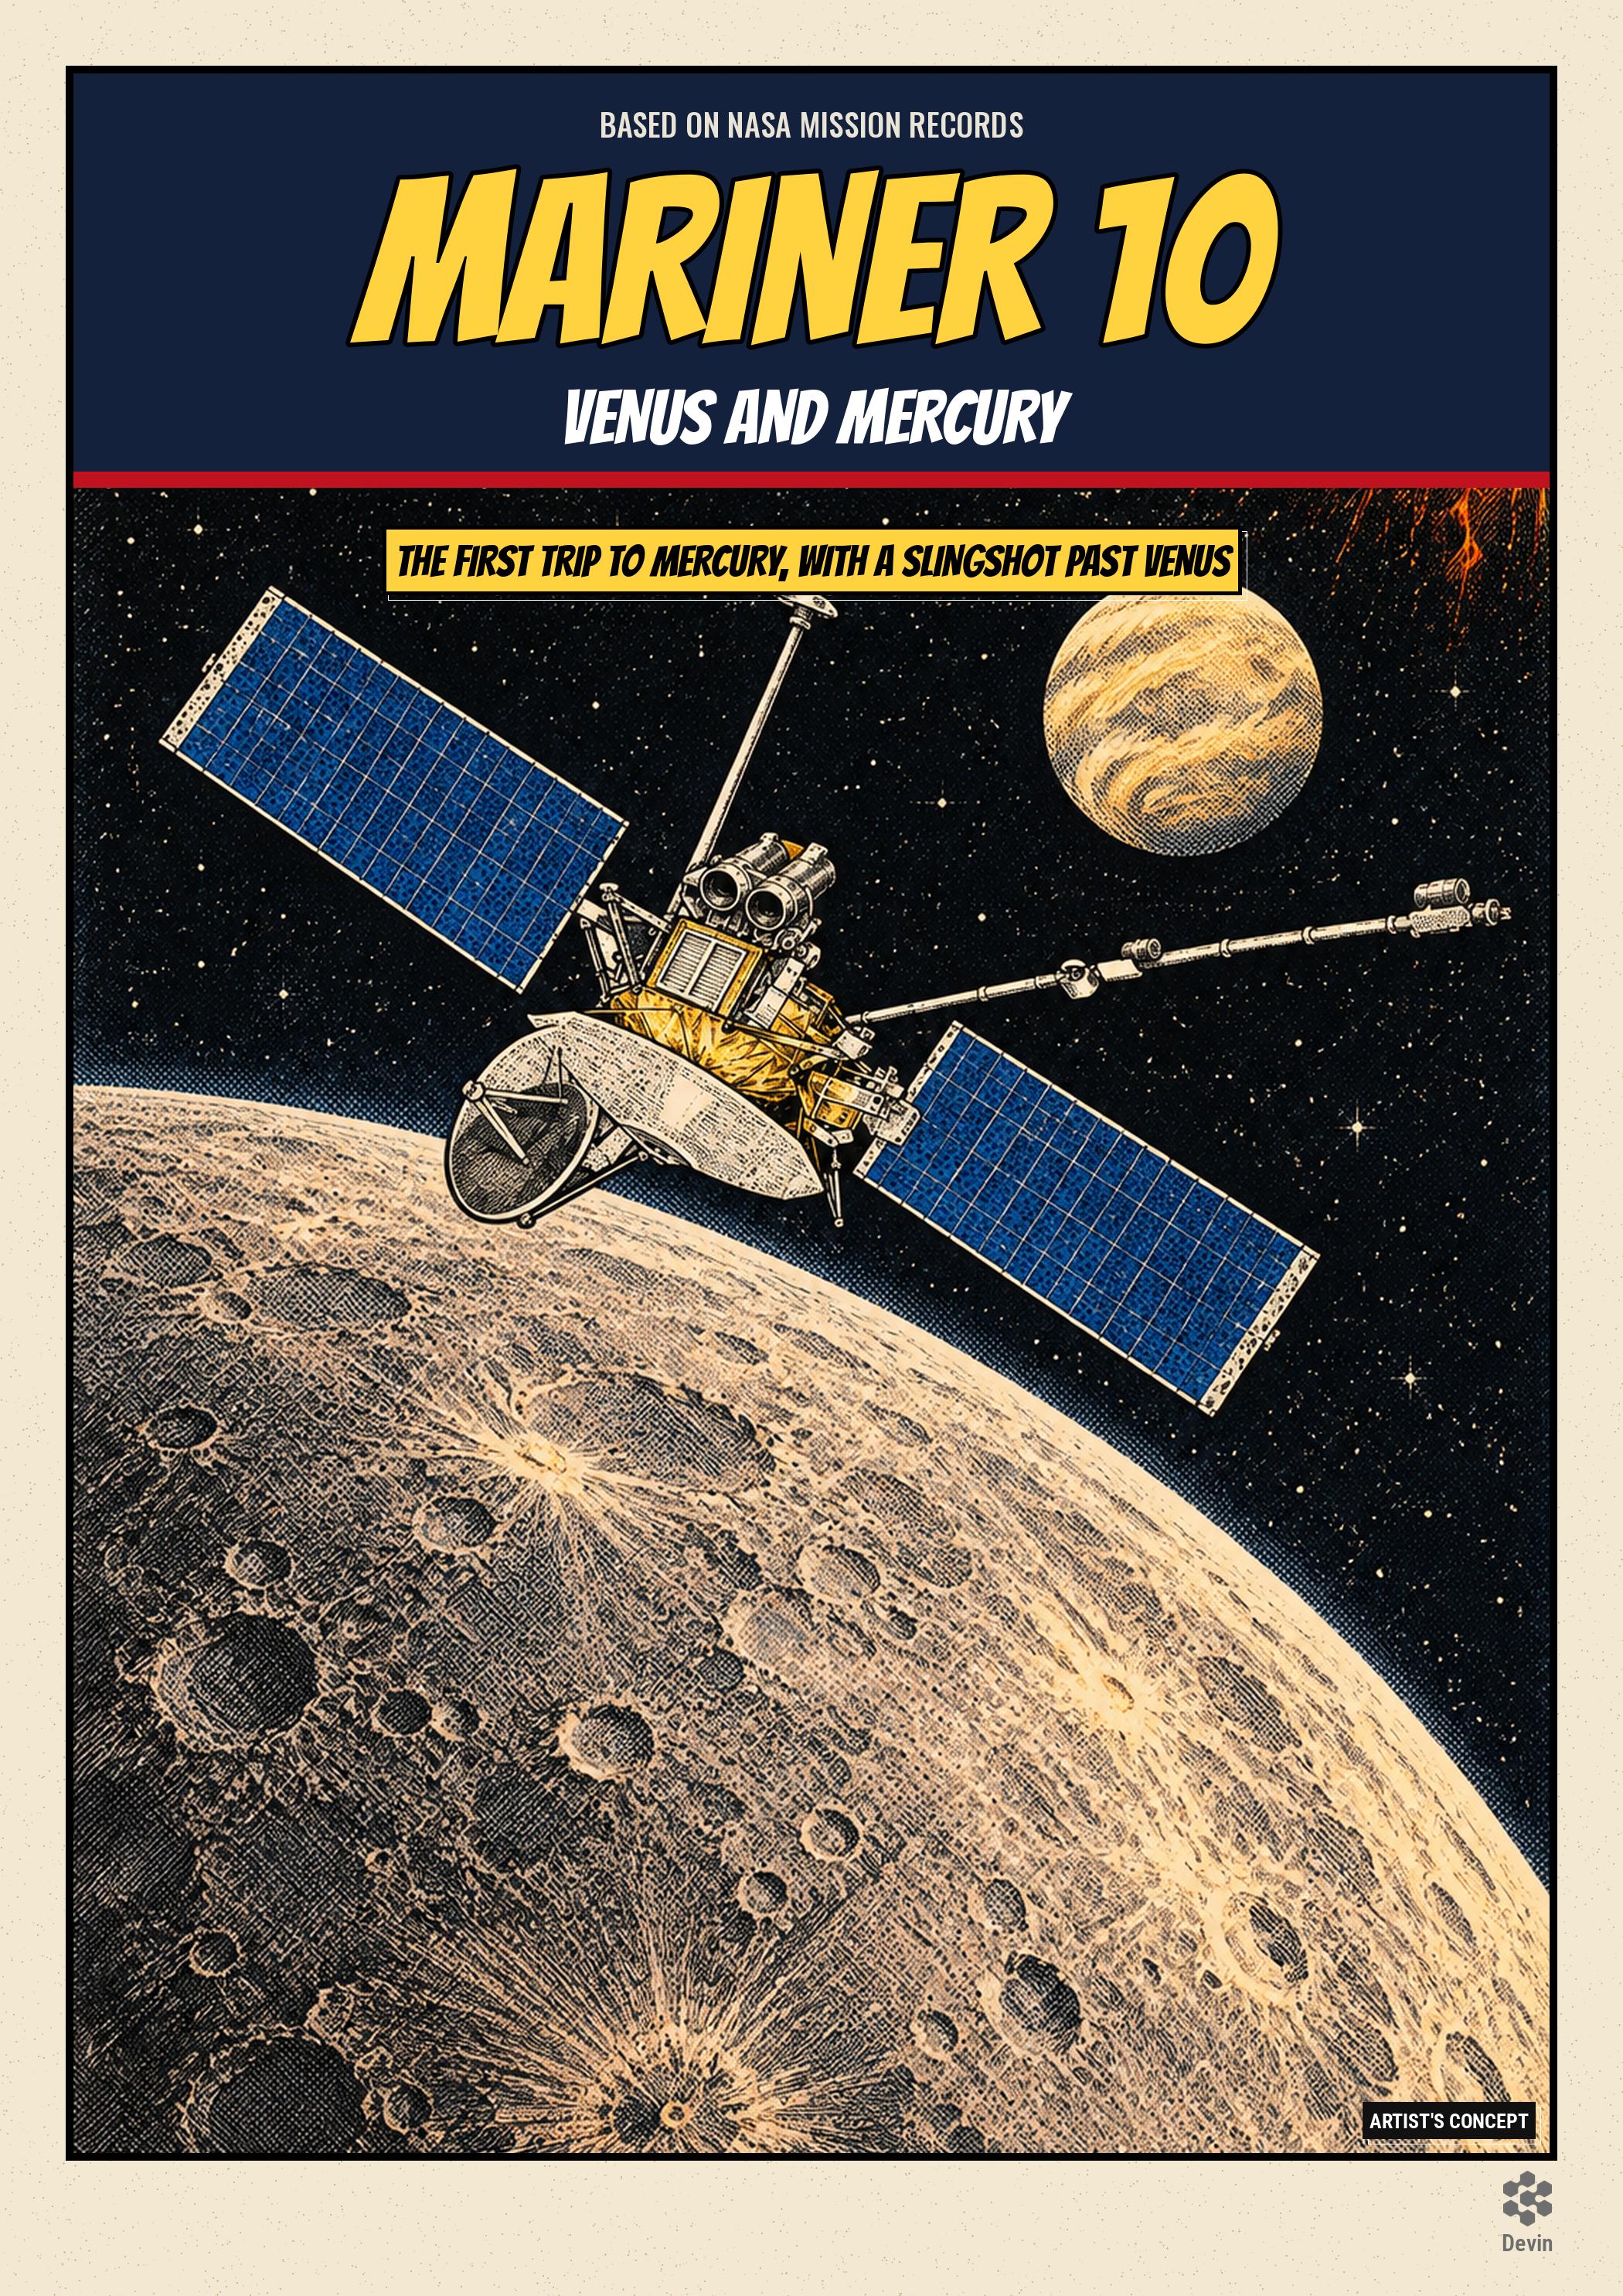 BASED ON NASA MISSION RECORDS
MARINER 10
VENUS AND MERCURY
THE FIRST TRIP TO MERCURY, WITH A SLINGSHOT PAST VENUS
ARTIST'S CONCEPT
Devin